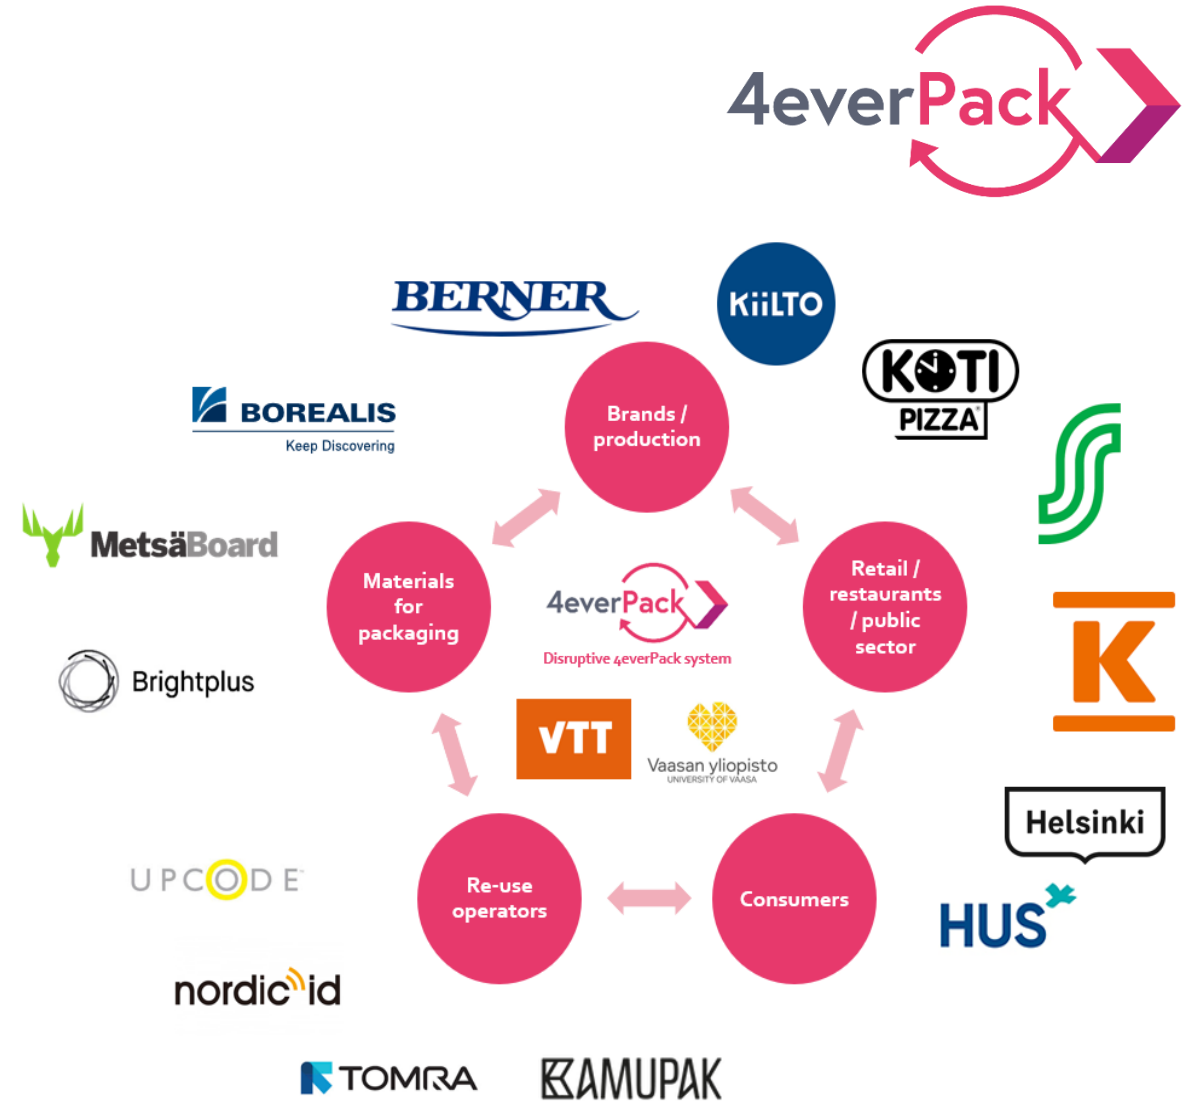 4everPack
BERNER
KiiLTO
KOTI
PIZZA
BOREALIS
Keep Discovering
Brands /
production
S
MetsäBoard
Materials
for
packaging
4everPack
Disruptive 4everPack system
Retail /
restaurants
/ public
sector
K
Brightplus
VTT
Vaasan yliopisto
UNIVERSITY OF VAASA
Helsinki
UPCODE™
Re-use
operators
Consumers
HUS
nordic id
TOMRA
KAMUPAK